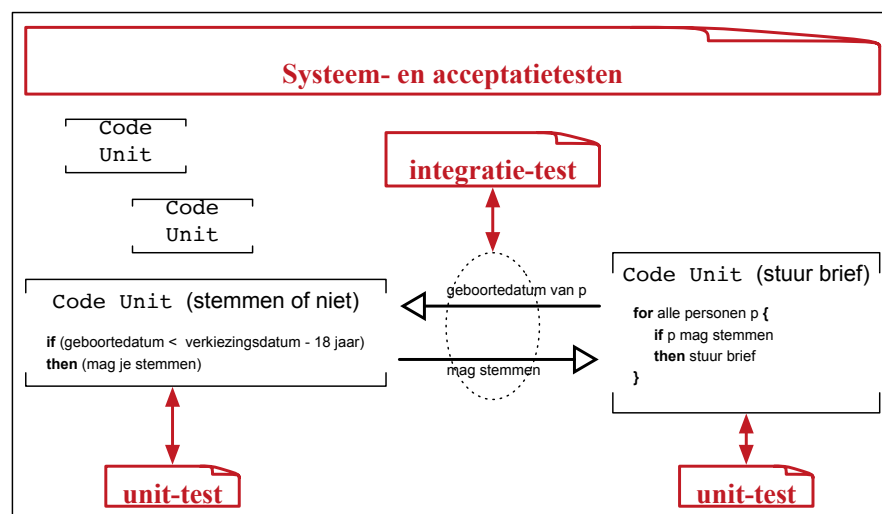 Systeem- en acceptatietesten
Code
Unit
integratie-test
Code
Unit
Code Unit (stemmen of niet)
if (geboortedatum < verkiezingsdatum - 18 jaar)
then (mag je stemmen)
geboortedatum van p
mag stemmen
Code Unit (stuur brief)
for alle personen p {
if p mag stemmen
then stuur brief
}
unit-test
unit-test